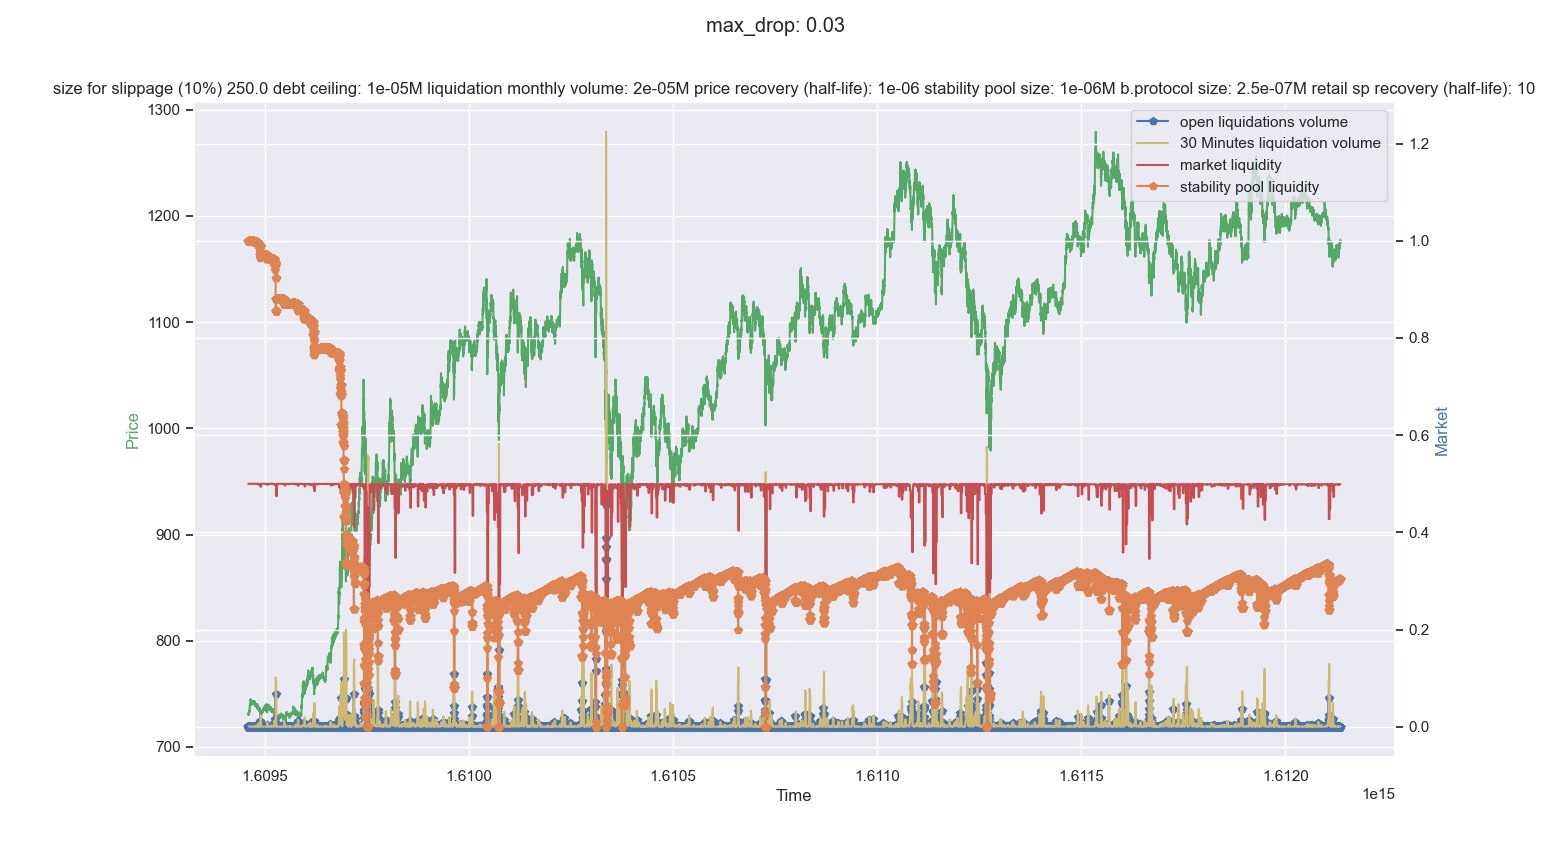 max_drop: 0.03
size for slippage (10%) 250.0 debt ceiling: 1e-05M liquidation monthly volume: 2e-05M price recovery (half-life): 1e-06 stability pool size: 1e-06M b.protocol size: 2.5e-07M retail sp recovery (half-life): 10
open liquidations volume
30 Minutes liquidation volume
market liquidity
stability pool liquidity
1300
1200
1100
1000
900
800
700
Price
1.2
1.0
0.8
0.6
0.4
0.2
0.0
Market
1.6095 1.6100 1.6105 1.6110 1.6115 1.6120
Time
1e15